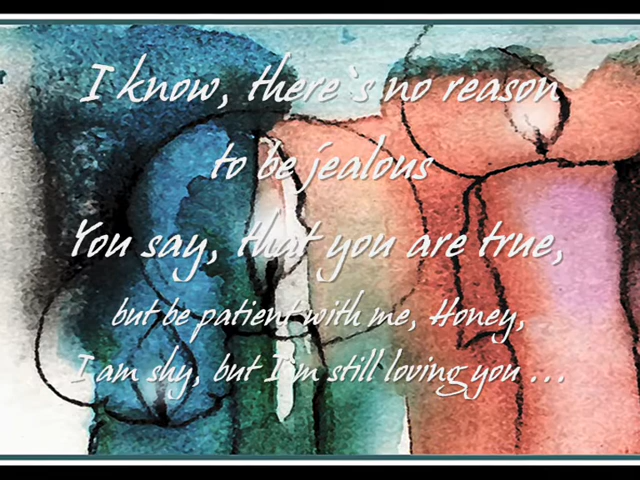 I know, there`s no reason
to be jealous
You say, that you are true,
but be patient with me, Honey,
I am shy, but I`m still loving you ...